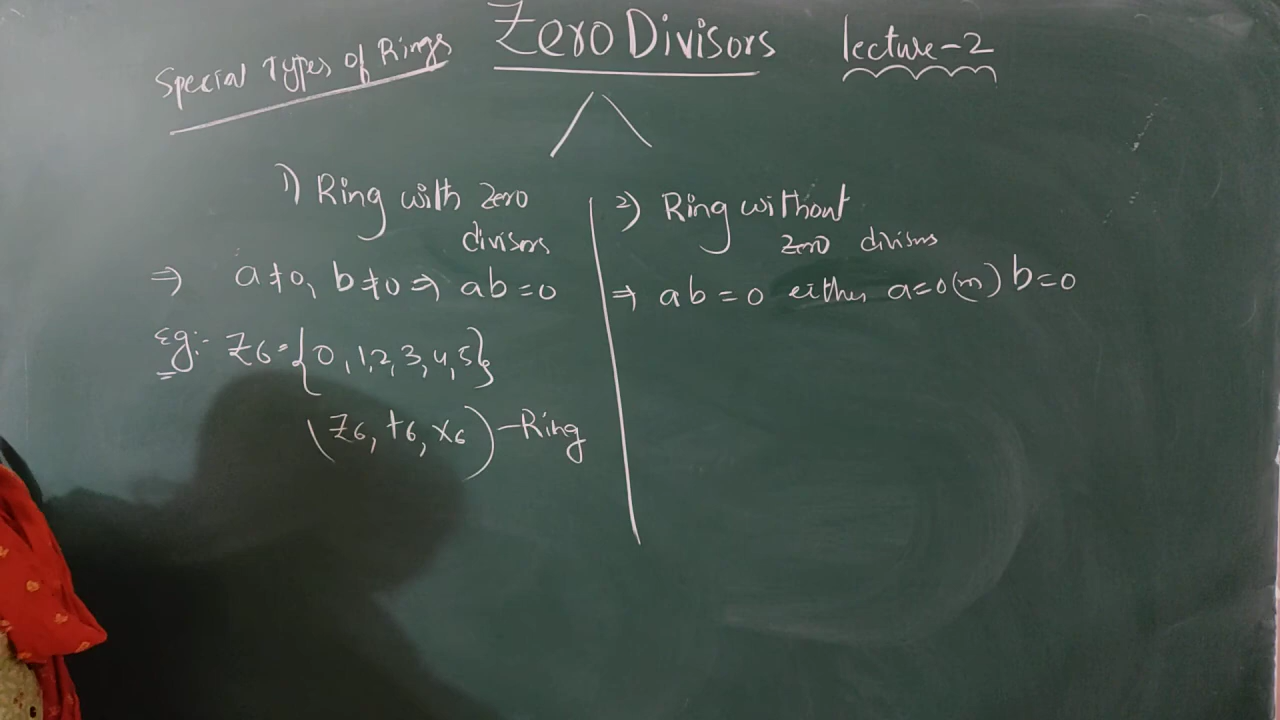 Special Types of Rings Zero Divisors lecture-2
1) Ring with zero
divisors
⇒ a≠0, b≠0 ⇒ ab=0
Eg:- Z6={0,1,2,3,4,5}
(Z6,+6,×6)-Ring
2) Ring without
zero divisors
⇒ ab=0 either a=0(or) b=0